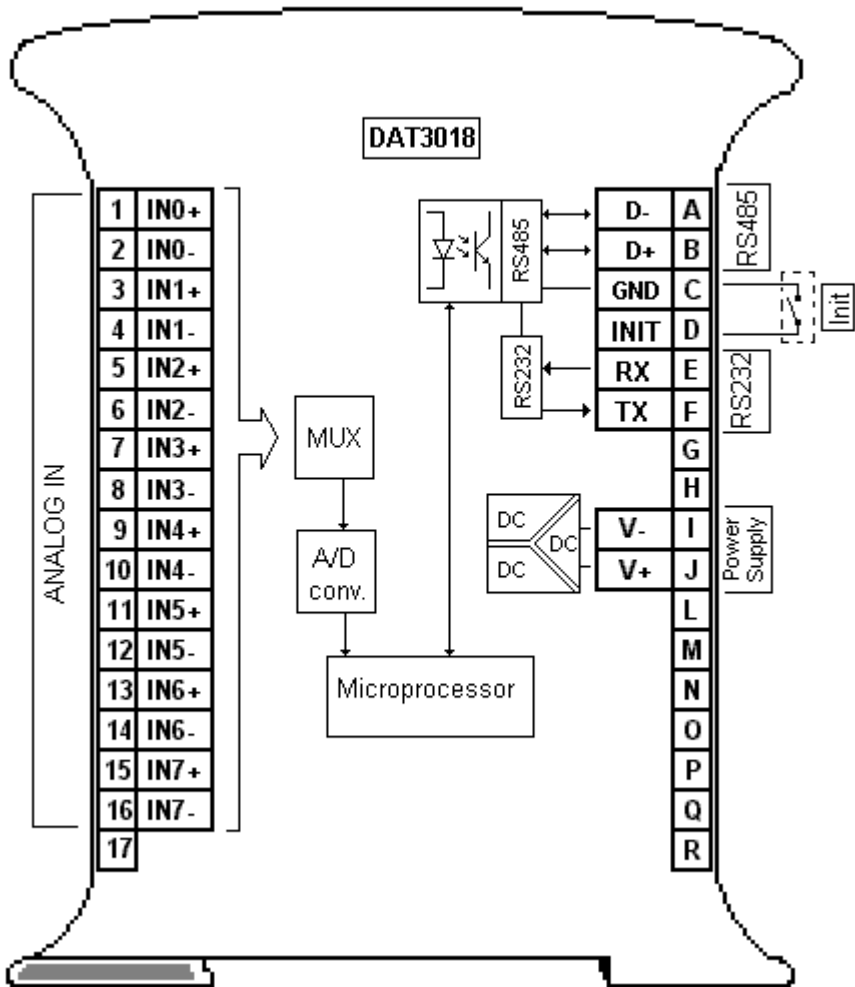 DAT3018
ANALOG IN
1 IN0+
2 IN0-
3 IN1+
4 IN1-
5 IN2+
6 IN2-
7 IN3+
8 IN3-
9 IN4+
10 IN4-
11 IN5+
12 IN5-
13 IN6+
14 IN6-
15 IN7+
16 IN7-
17
MUX
A/D
conv.
Microprocessor
RS485
RS232
DC
DC
DC
D- A
D+ B
GND C
INIT D
RX E
TX F
G
H
V- I
V+ J
L
M
N
O
P
Q
R
RS485
Init
RS232
Power
Supply